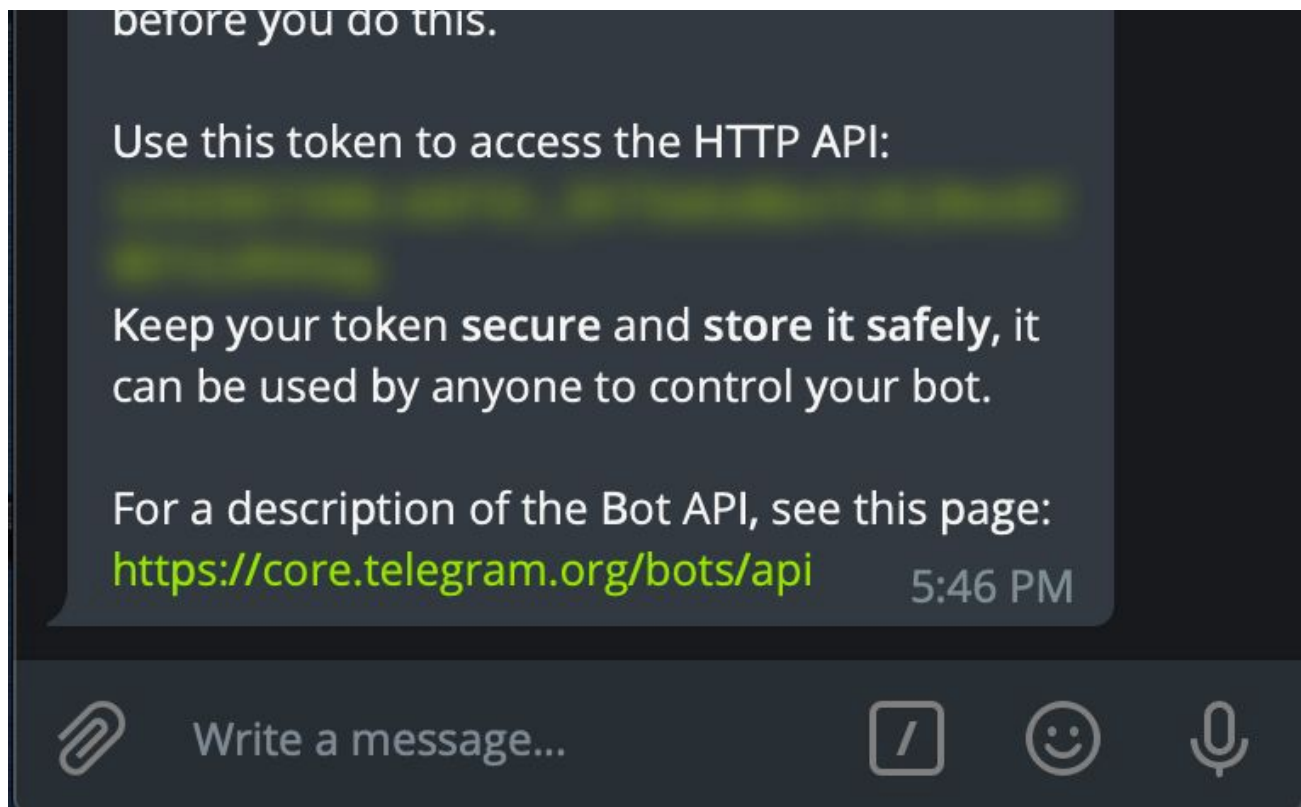 before you do this.
Use this token to access the HTTP API:
Keep your token secure and store it safely, it
can be used by anyone to control your bot.
For a description of the Bot API, see this page:
https://core.telegram.org/bots/api
5:46 PM
Write a message...